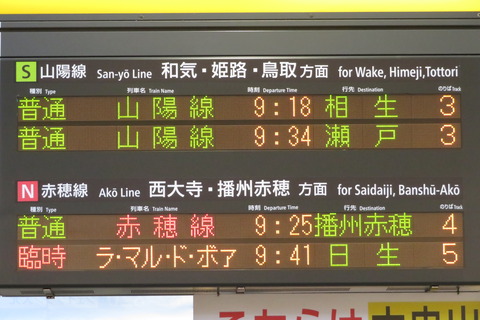 S 山陽線 San-yō Line 和気・姫路・鳥取 方面 for Wake, Himeji,Tottori
種別 Type 列車名 Train Name 時刻 Departure Time 行先 Destination のりば Track
普通 山陽線 9:18 相生 3
普通 山陽線 9:34 瀬戸 3
N 赤穂線 Akō Line 西大寺・播州赤穂 方面 for Saidaiji, Banshū-Akō
種別 Type 列車名 Train Name 時刻 Departure Time 行先 Destination のりば Track
普通 赤穂線 9:25 播州赤穂 4
臨時 ラ・マル・ド・ボァ 9:41 日生 5